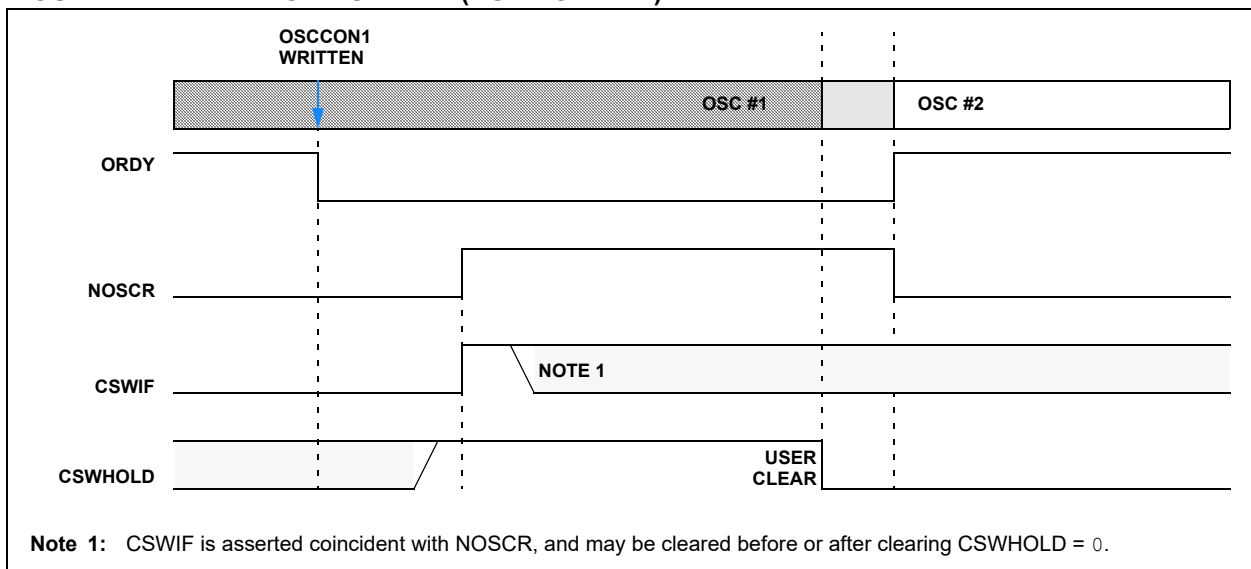 OSCCON1
WRITTEN
OSC #1
OSC #2
ORDY
NOSCR
CSWIF
NOTE 1
CSWHOLD
USER
CLEAR
Note 1: CSWIF is asserted coincident with NOSCR, and may be cleared before or after clearing CSWHOLD = 0.